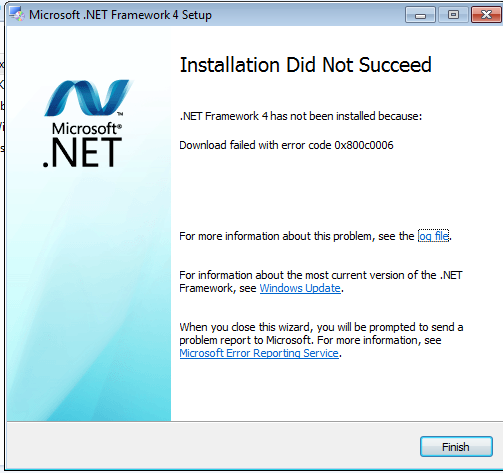 Microsoft .NET Framework 4 Setup
Installation Did Not Succeed
.NET Framework 4 has not been installed because:
Download failed with error code 0x800c0006
Microsoft®
.NET™
For more information about this problem, see the log file.
For information about the most current version of the .NET
Framework, see Windows Update.
When you close this wizard, you will be prompted to send a
problem report to Microsoft. For more information, see
Microsoft Error Reporting Service.
Finish